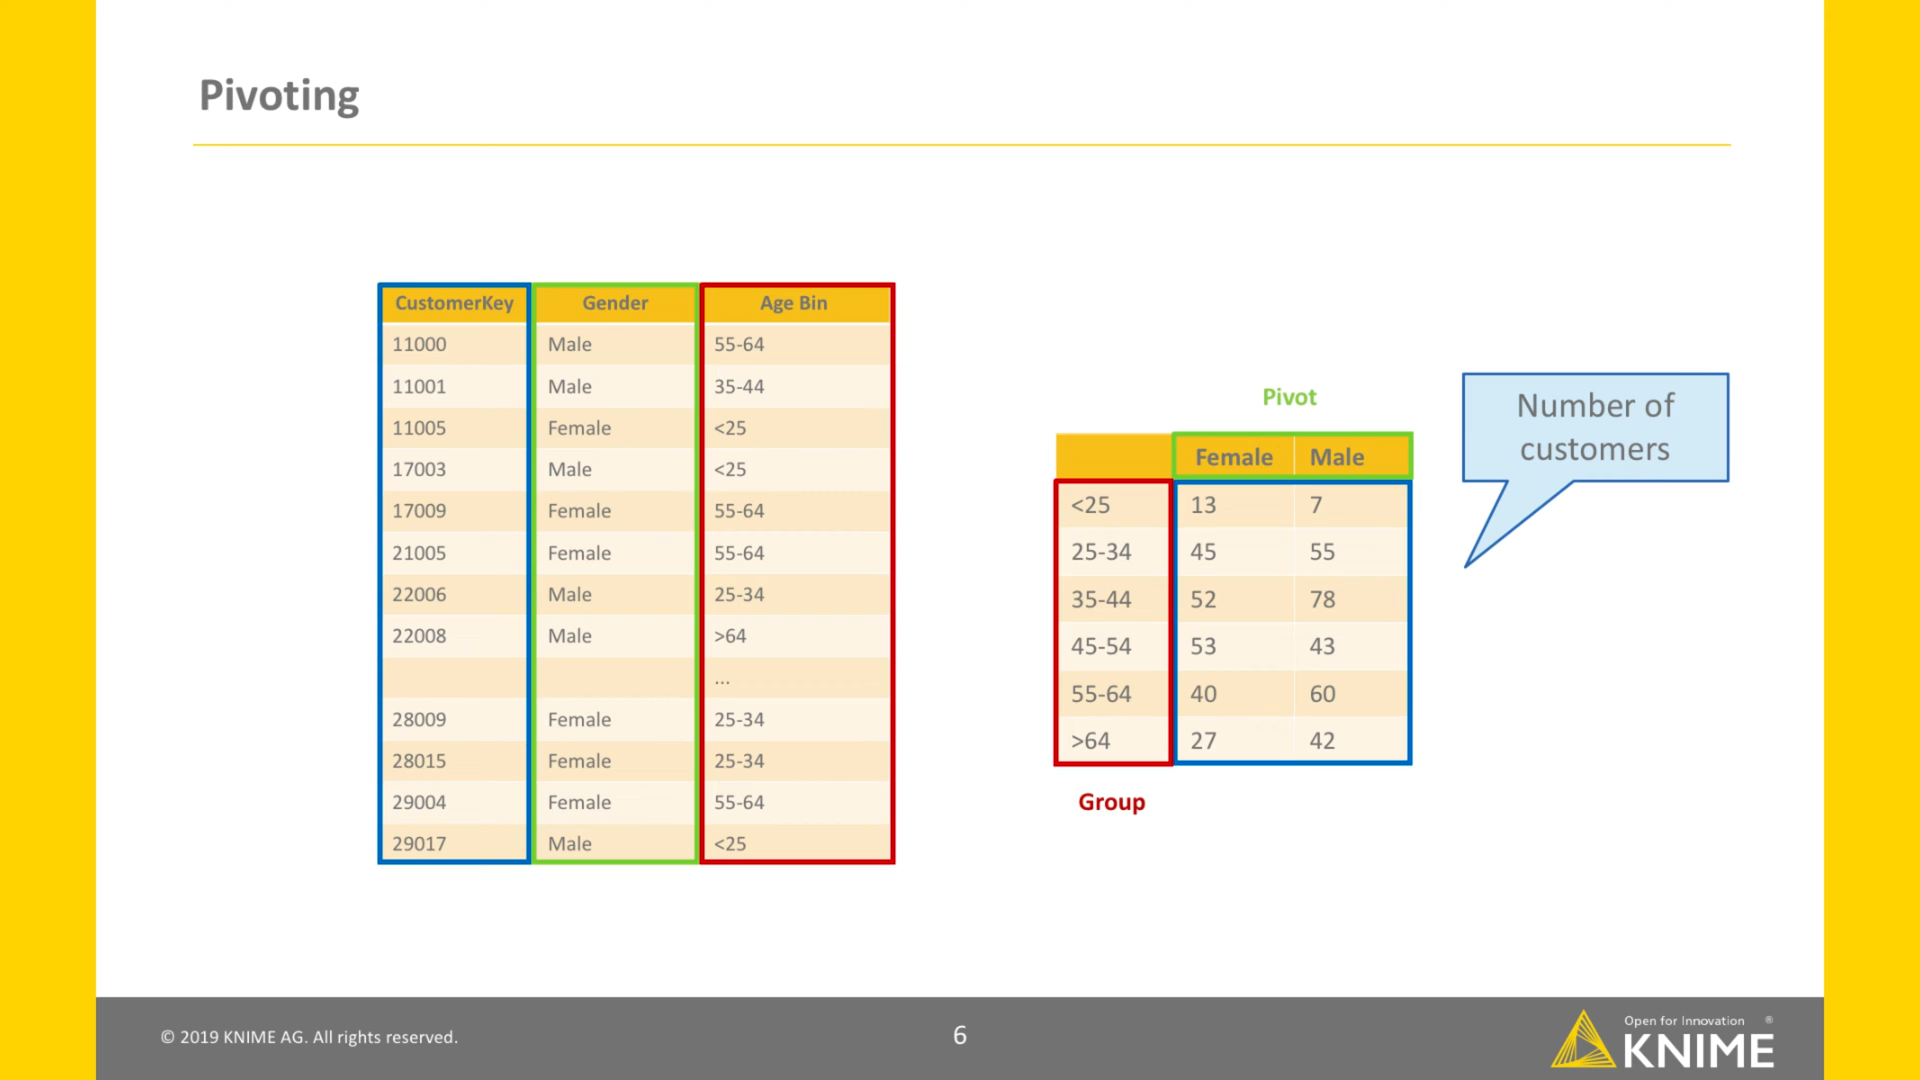 Pivoting
CustomerKey Gender Age Bin
11000 Male 55-64
11001 Male 35-44
11005 Female <25
17003 Male <25
17009 Female 55-64
21005 Female 55-64
22006 Male 25-34
22008 Male >64
...
28009 Female 25-34
28015 Female 25-34
29004 Female 55-64
29017 Male <25
Pivot
Female Male
<25 13 7
25-34 45 55
35-44 52 78
45-54 53 43
55-64 40 60
>64 27 42
Group
Number of
customers
© 2019 KNIME AG. All rights reserved.
6
Open for Innovation ®
KNIME